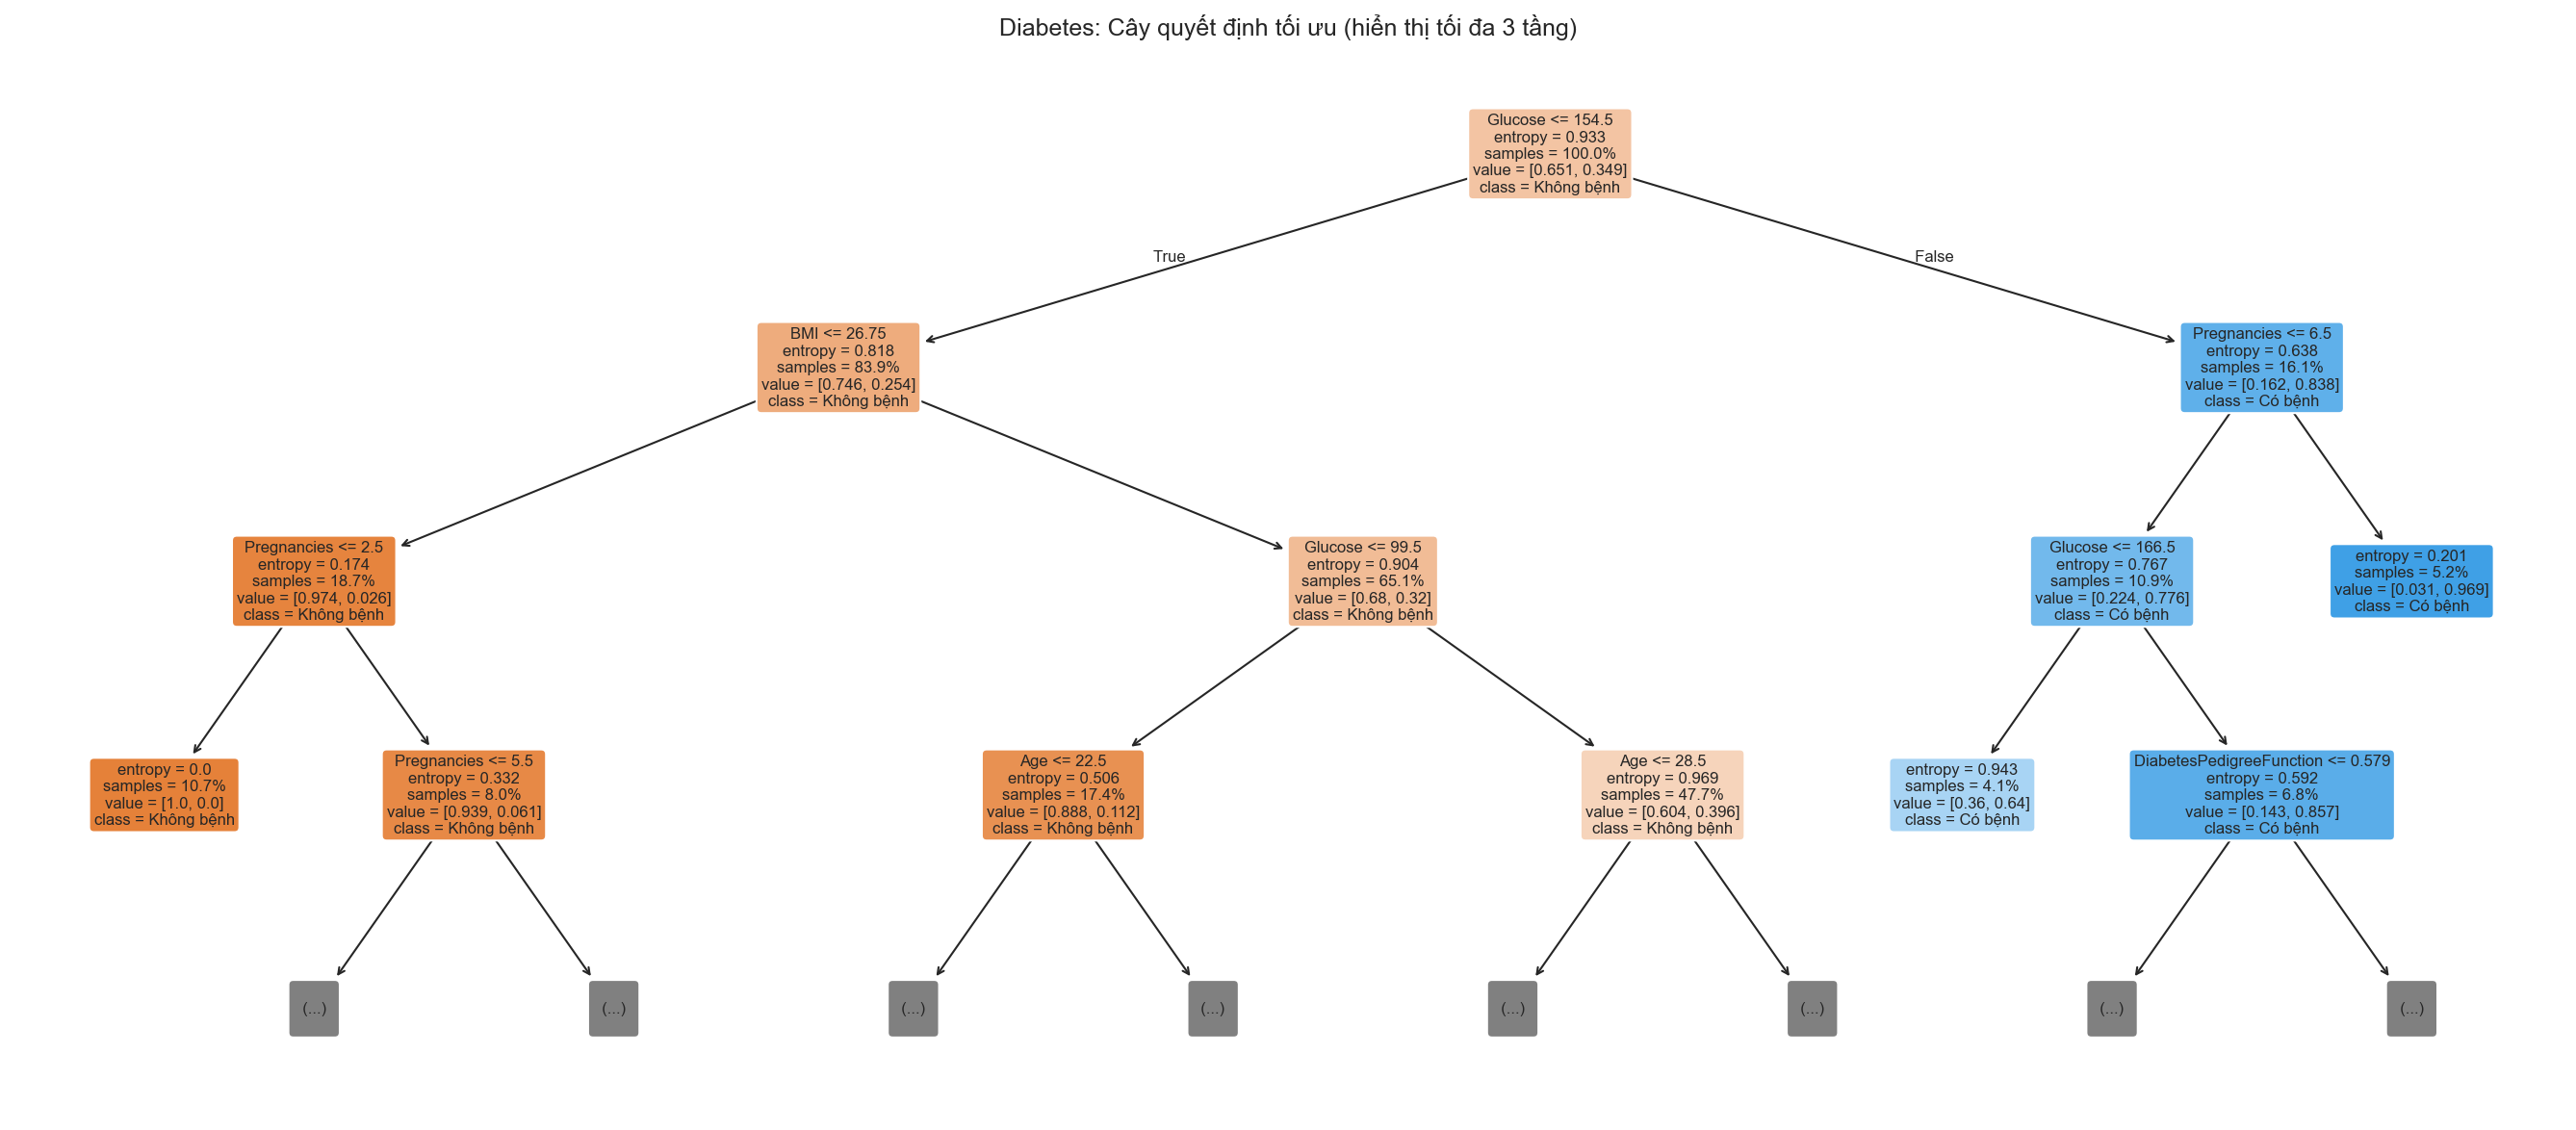 Diabetes: Cây quyết định tối ưu (hiển thị tối đa 3 tầng)
Glucose <= 154.5
entropy = 0.933
samples = 100.0%
value = [0.651, 0.349]
class = Không bệnh
True
False
BMI <= 26.75
entropy = 0.818
samples = 83.9%
value = [0.746, 0.254]
class = Không bệnh
Pregnancies <= 6.5
entropy = 0.638
samples = 16.1%
value = [0.162, 0.838]
class = Có bệnh
Pregnancies <= 2.5
entropy = 0.174
samples = 18.7%
value = [0.974, 0.026]
class = Không bệnh
Glucose <= 99.5
entropy = 0.904
samples = 65.1%
value = [0.68, 0.32]
class = Không bệnh
Glucose <= 166.5
entropy = 0.767
samples = 10.9%
value = [0.224, 0.776]
class = Có bệnh
entropy = 0.201
samples = 5.2%
value = [0.031, 0.969]
class = Có bệnh
entropy = 0.0
samples = 10.7%
value = [1.0, 0.0]
class = Không bệnh
Pregnancies <= 5.5
entropy = 0.332
samples = 8.0%
value = [0.939, 0.061]
class = Không bệnh
Age <= 22.5
entropy = 0.506
samples = 17.4%
value = [0.888, 0.112]
class = Không bệnh
Age <= 28.5
entropy = 0.969
samples = 47.7%
value = [0.604, 0.396]
class = Không bệnh
entropy = 0.943
samples = 4.1%
value = [0.36, 0.64]
class = Có bệnh
DiabetesPedigreeFunction <= 0.579
entropy = 0.592
samples = 6.8%
value = [0.143, 0.857]
class = Có bệnh
(...)
(...)
(...)
(...)
(...)
(...)
(...)
(...)